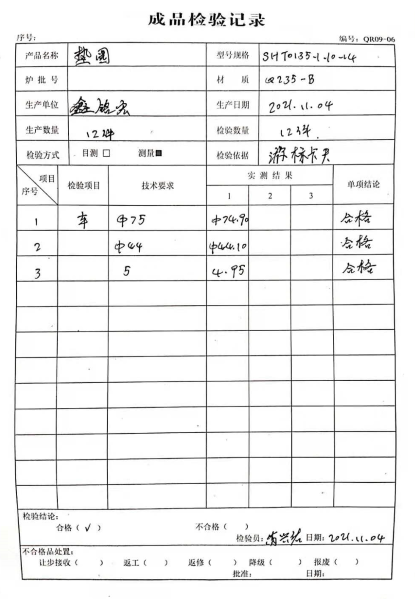 成品检验记录
序号: 编号: QR09-06
产品名称 垫圈 型号规格 SHT0135-1-10-14
炉批号 材质 Q235-B
生产单位 鑫铭宏 生产日期 2021.11.04
生产数量 12件 检验数量 12件
检验方式 目测 □ 测量 ■ 检验依据 游标卡尺
项目 序号 检验项目 技术要求 实测结果 单项结论
1 2 3
1 车 Φ75 Φ74.90 合格
2 Φ44 Φ44.10 合格
3 5 4.95 合格
检验结论:
合格( √ ) 不合格( )
检验员: 日期: 2021.11.04
不合格品处置:
让步接收( ) 返工( ) 返修( ) 降级( ) 报废( )
批准: 日期: